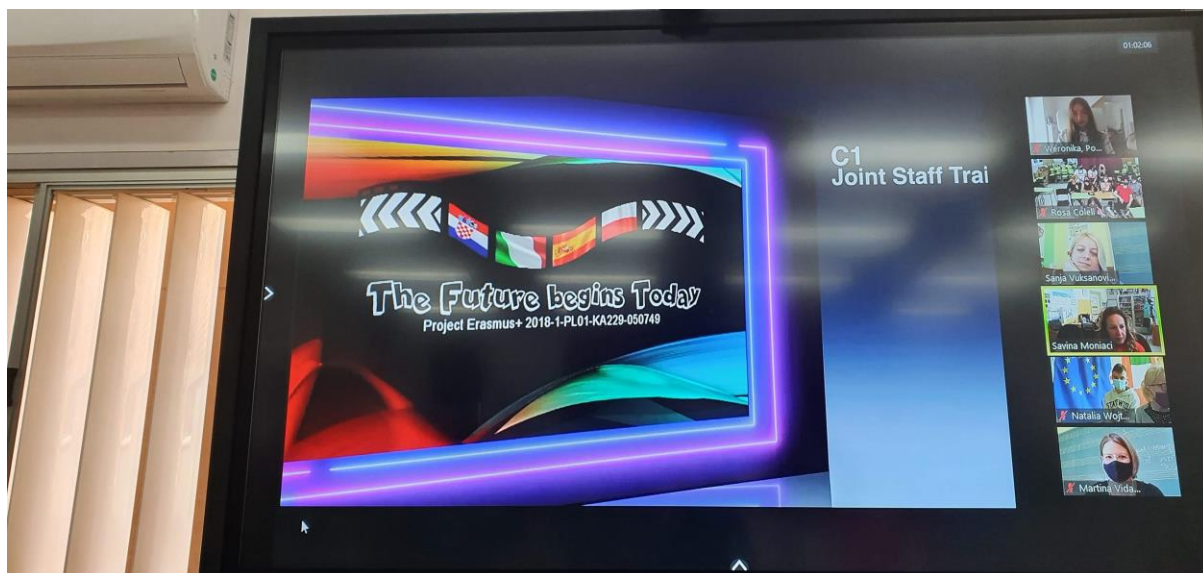 01:02:06
C1
Joint Staff Trai
The Future begins Today
Project Erasmus+ 2018-1-PL01-KA229-050749
Weronika, Po...
Rosa Colell
Sanja Vuksanovi...
Savina Moniaci
Natalia Wojt...
Martina Vida...